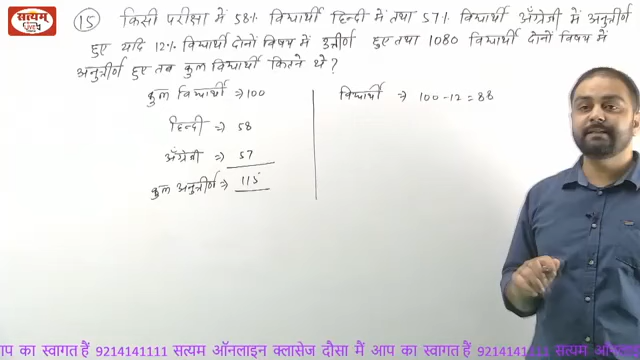 सत्यम्
(15) किसी परीक्षा में 58% विद्यार्थी हिन्दी में तथा 57% विद्यार्थी अँग्रेजी में अनुत्रीर्ण
हुए यदि 12% विद्यार्थी दोनों विषय में उत्रीर्ण हुए तथा 1080 विद्यार्थी दोनों विषय में
अनुत्रीर्ण हुए तब कुल विद्यार्थी कितने थे ?
कुल विद्यार्थी ⇒ 100
हिन्दी ⇒ 58
अँग्रेजी ⇒ 57
कुल अनुत्रीर्ण ⇒ 115
विद्यार्थी ⇒ 100-12 = 88
आप का स्वागत हैं 9214141111 सत्यम ऑनलाइन क्लासेज दौसा मैं आप का स्वागत हैं 9214141111 सत्यम